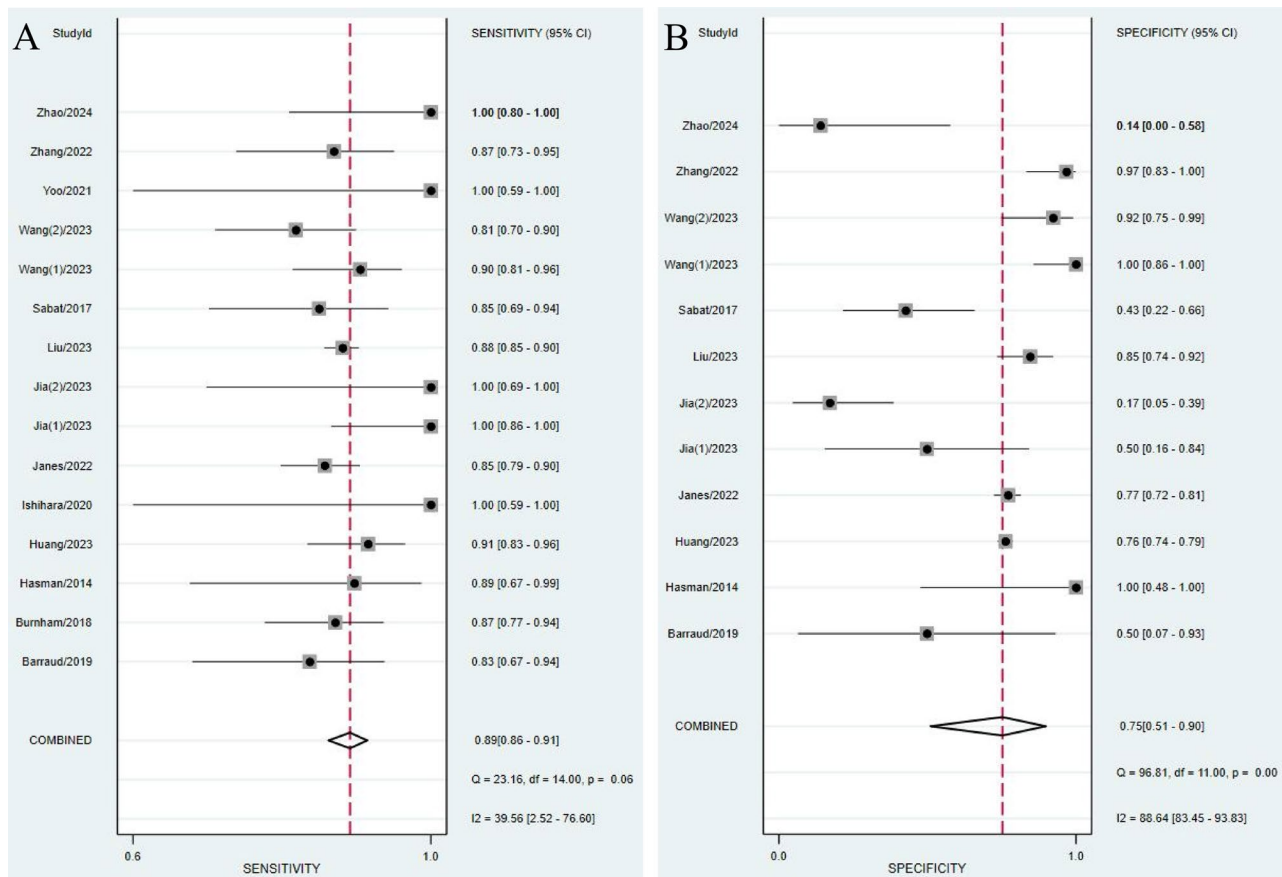 A
StudyId SENSITIVITY (95% CI)
Zhao/2024 1.00 [0.80 - 1.00]
Zhang/2022 0.87 [0.73 - 0.95]
Yoo/2021 1.00 [0.59 - 1.00]
Wang(2)/2023 0.81 [0.70 - 0.90]
Wang(1)/2023 0.90 [0.81 - 0.96]
Sabat/2017 0.85 [0.69 - 0.94]
Liu/2023 0.88 [0.85 - 0.90]
Jia(2)/2023 1.00 [0.69 - 1.00]
Jia(1)/2023 1.00 [0.86 - 1.00]
Janes/2022 0.85 [0.79 - 0.90]
Ishihara/2020 1.00 [0.59 - 1.00]
Huang/2023 0.91 [0.83 - 0.96]
Hasman/2014 0.89 [0.67 - 0.99]
Burnham/2018 0.87 [0.77 - 0.94]
Barraud/2019 0.83 [0.67 - 0.94]
COMBINED 0.89[0.86 - 0.91]
Q = 23.16, df = 14.00, p = 0.06
I2 = 39.56 [2.52 - 76.60]
0.6 1.0
SENSITIVITY
B
StudyId SPECIFICITY (95% CI)
Zhao/2024 0.14 [0.00 - 0.58]
Zhang/2022 0.97 [0.83 - 1.00]
Wang(2)/2023 0.92 [0.75 - 0.99]
Wang(1)/2023 1.00 [0.86 - 1.00]
Sabat/2017 0.43 [0.22 - 0.66]
Liu/2023 0.85 [0.74 - 0.92]
Jia(2)/2023 0.17 [0.05 - 0.39]
Jia(1)/2023 0.50 [0.16 - 0.84]
Janes/2022 0.77 [0.72 - 0.81]
Huang/2023 0.76 [0.74 - 0.79]
Hasman/2014 1.00 [0.48 - 1.00]
Barraud/2019 0.50 [0.07 - 0.93]
COMBINED 0.75[0.51 - 0.90]
Q = 96.81, df = 11.00, p = 0.00
I2 = 88.64 [83.45 - 93.83]
0.0 1.0
SPECIFICITY